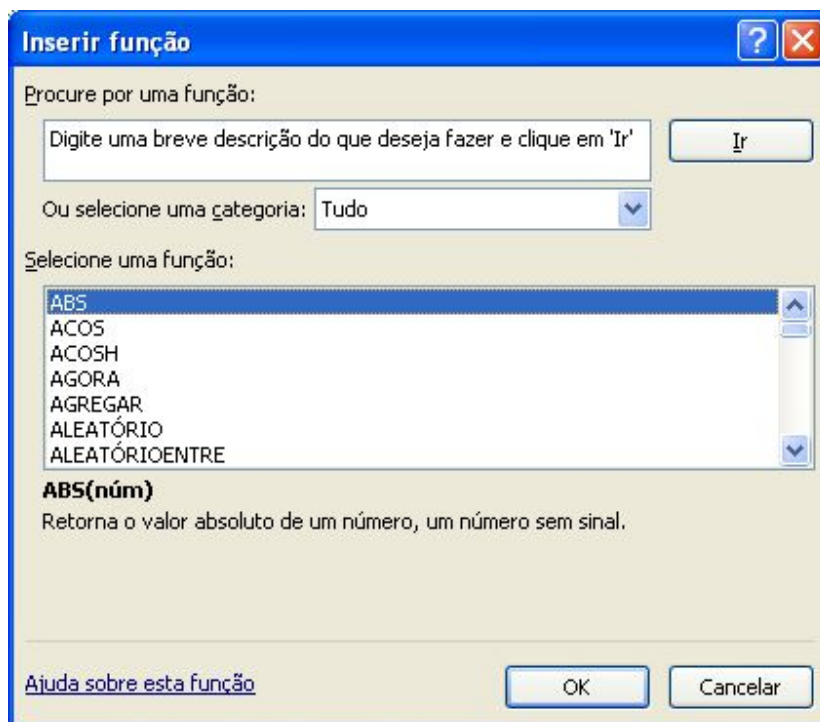 Inserir função
Procure por uma função:
Digite uma breve descrição do que deseja fazer e clique em 'Ir'
Ir
Ou selecione uma categoria: Tudo
Selecione uma função:
ABS
ACOS
ACOSH
AGORA
AGREGAR
ALEATÓRIO
ALEATÓRIOENTRE
ABS(núm)
Retorna o valor absoluto de um número, um número sem sinal.
Ajuda sobre esta função
OK
Cancelar